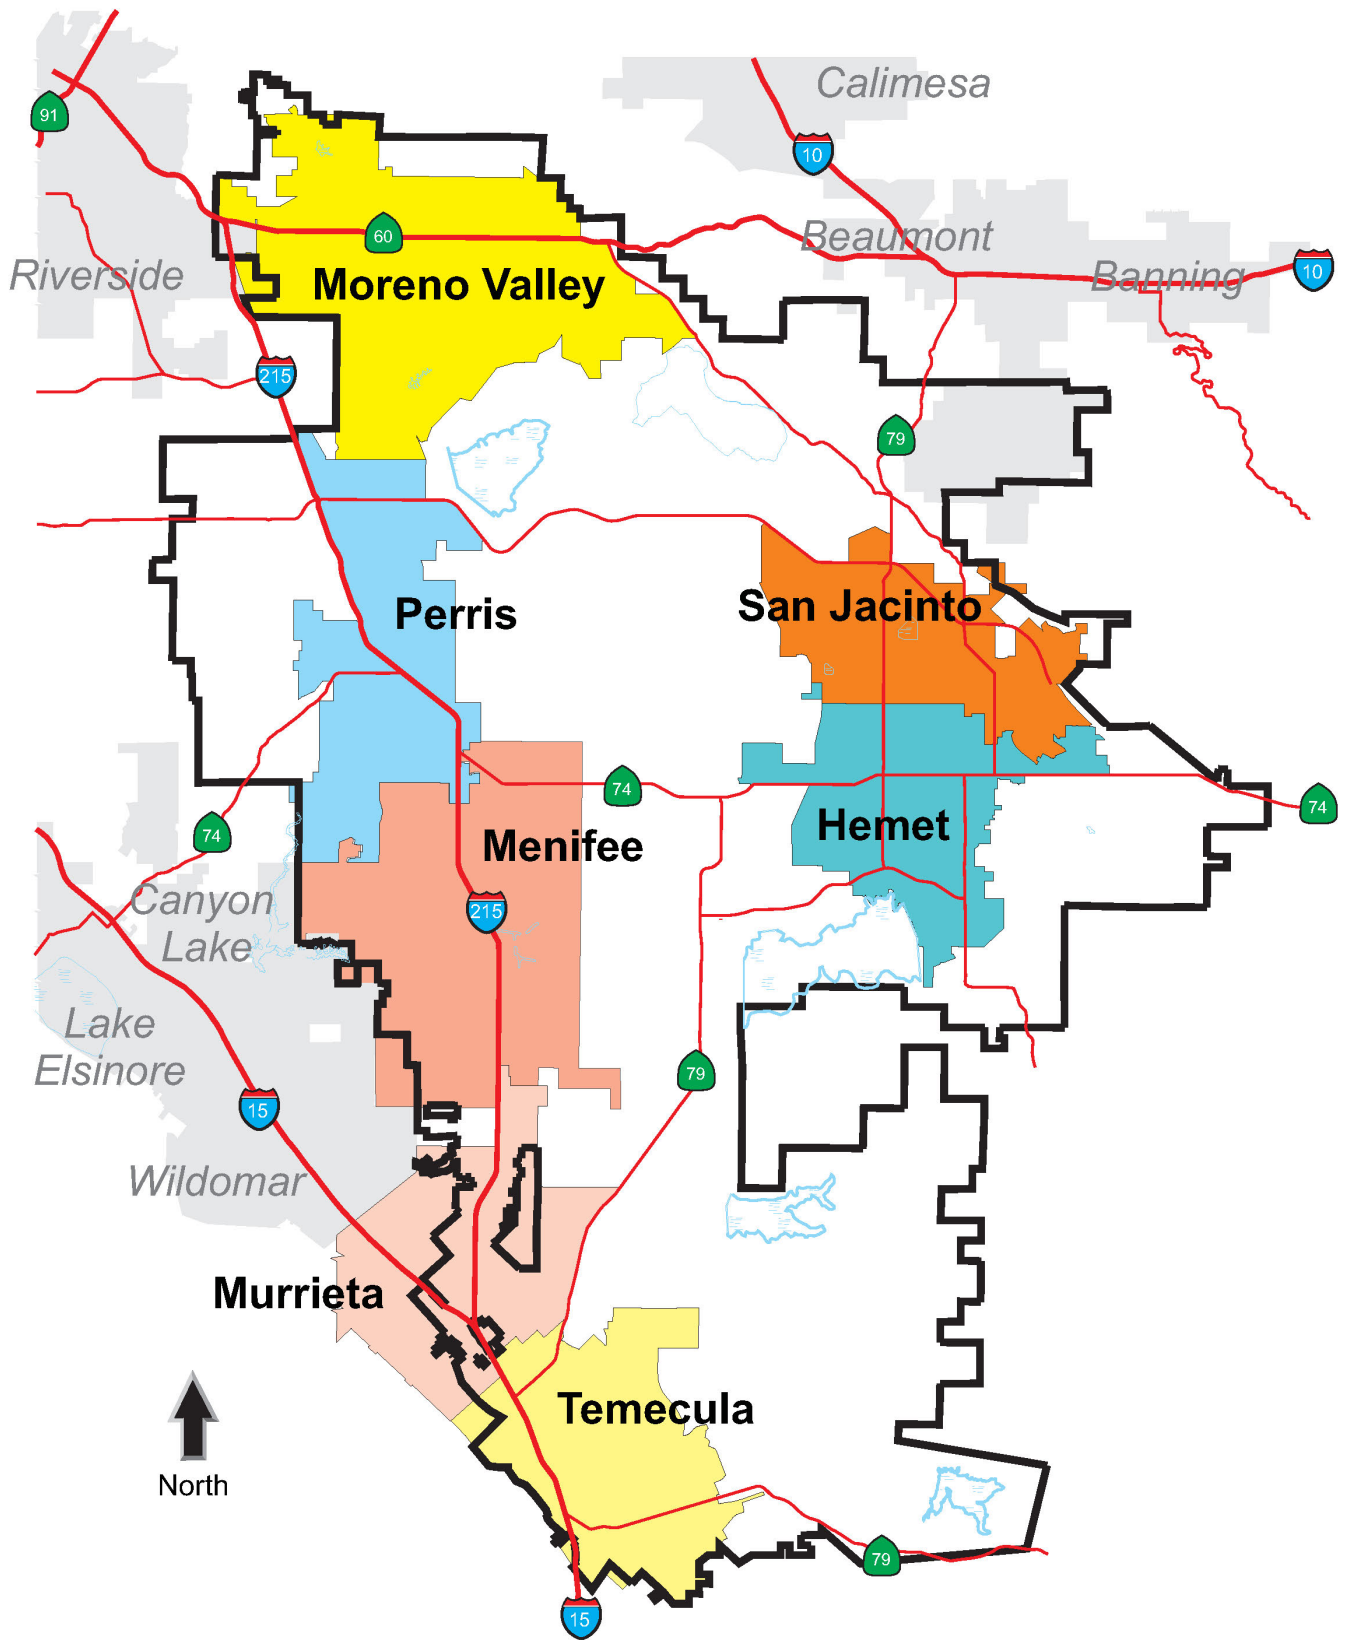 Calimesa
91
10
60
Beaumont
Banning
10
Riverside
Moreno Valley
215
79
Perris
San Jacinto
74
74
74
Hemet
Menifee
Canyon
Lake
215
Lake
Elsinore
79
15
Wildomar
Murrieta
Temecula
North
79
15